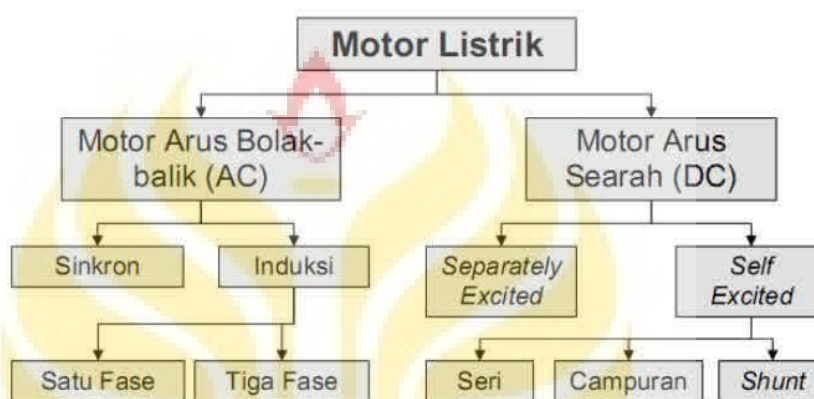 Motor Listrik
Motor Arus Bolak-
balik (AC)
Motor Arus
Searah (DC)
Sinkron
Induksi
Separately
Excited
Self
Excited
Satu Fase
Tiga Fase
Seri
Campuran
Shunt